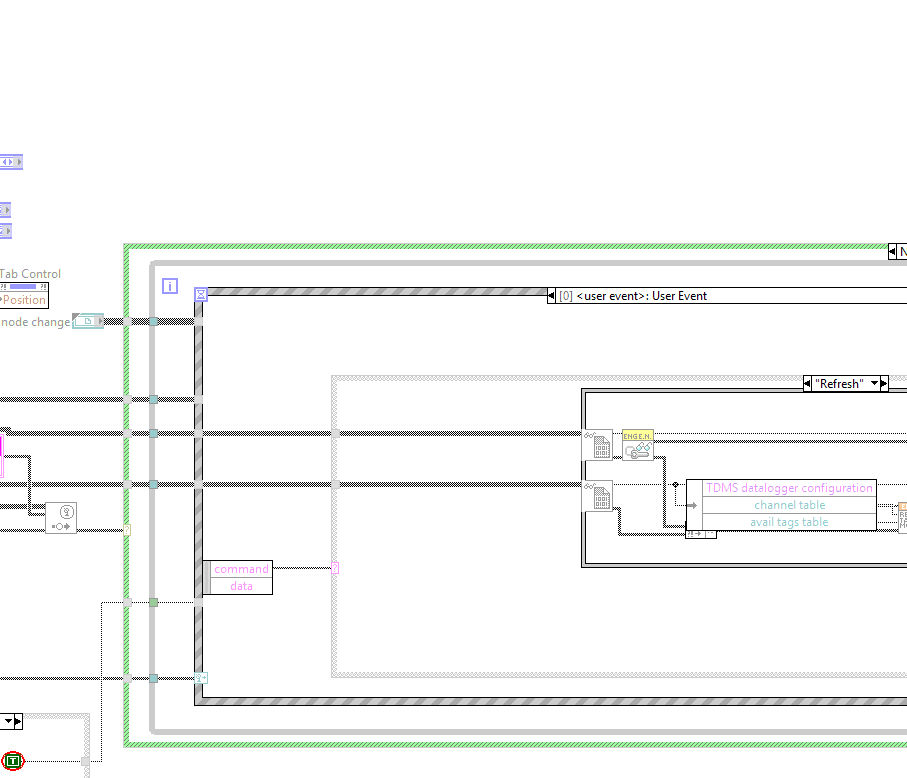 N
Tab Control
i
Position
[0] <user event>: User Event
node change
"Refresh"
ENGEN.
TDMS datalogger configuration
channel table
avail tags table
command
data
T